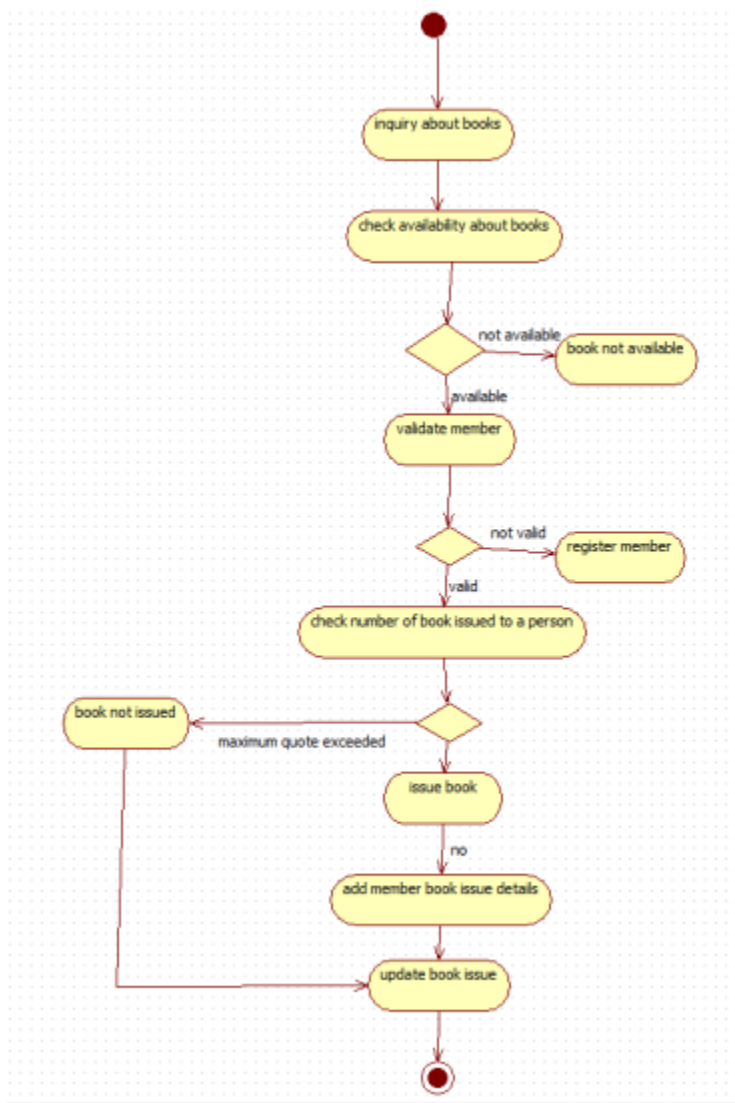 inquiry about books
check availability about books
not available
book not available
available
validate member
not valid
register member
valid
check number of book issued to a person
book not issued
maximum quote exceeded
issue book
no
add member book issue details
update book issue